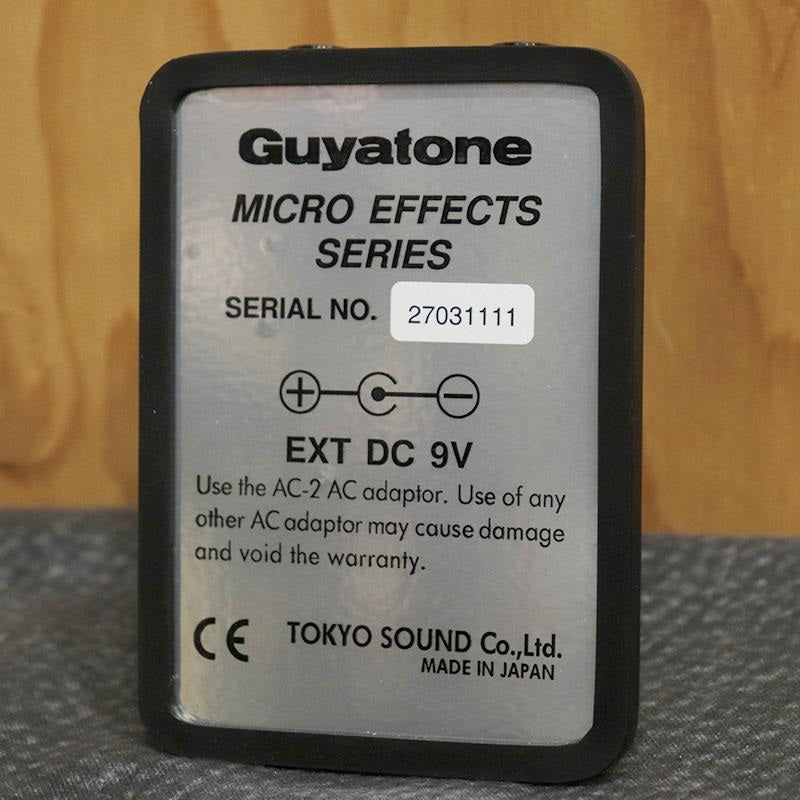 Guyatone
MICRO EFFECTS
SERIES
SERIAL NO. 27031111
EXT DC 9V
Use the AC-2 AC adaptor. Use of any
other AC adaptor may cause damage
and void the warranty.
CE TOKYO SOUND Co.,Ltd.
MADE IN JAPAN